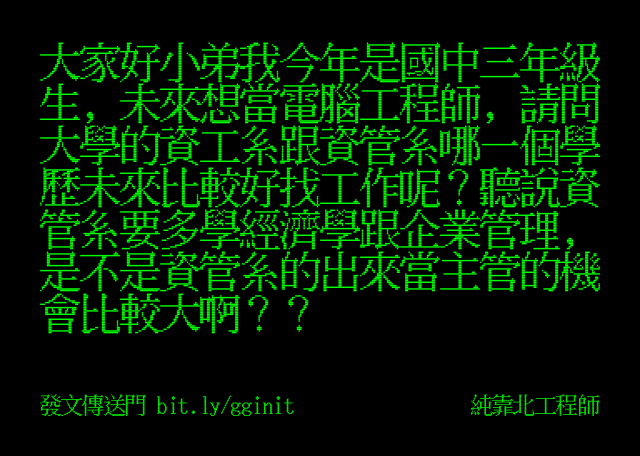 大家好小弟我今年是國中三年級
生，未來想當電腦工程師，請問
大學的資工系跟資管系哪一個學
歷未來比較好找工作呢？聽說資
管系要多學經濟學跟企業管理，
是不是資管系的出來當主管的機
會比較大啊？？
發文傳送門 bit.ly/gginit
純靠北工程師